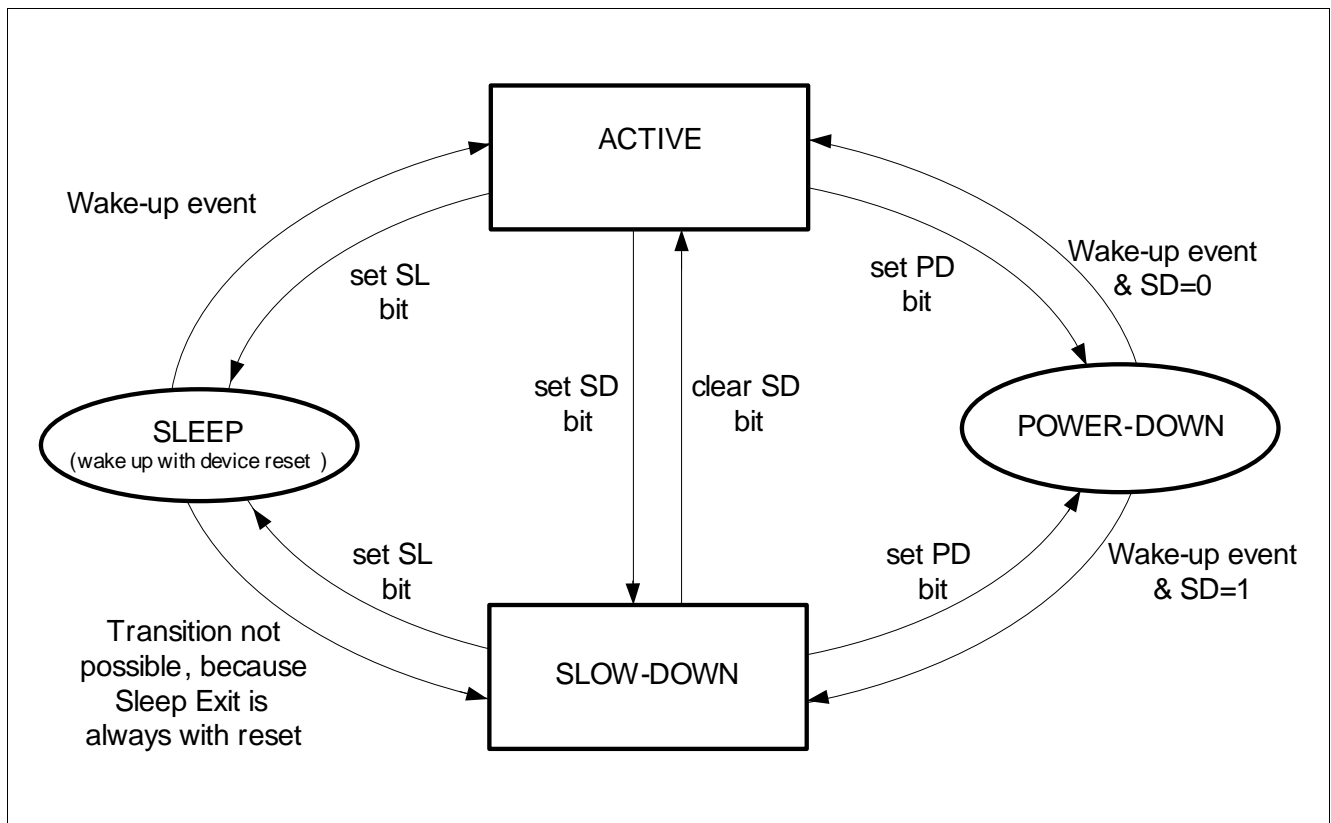 ACTIVE
Wake-up event
set SL
bit
set PD
bit
Wake-up event
& SD=0
set SD
bit
clear SD
bit
SLEEP
(wake up with device reset )
POWER-DOWN
set SL
bit
set PD
bit
Wake-up event
& SD=1
Transition not
possible, because
Sleep Exit is
always with reset
SLOW-DOWN